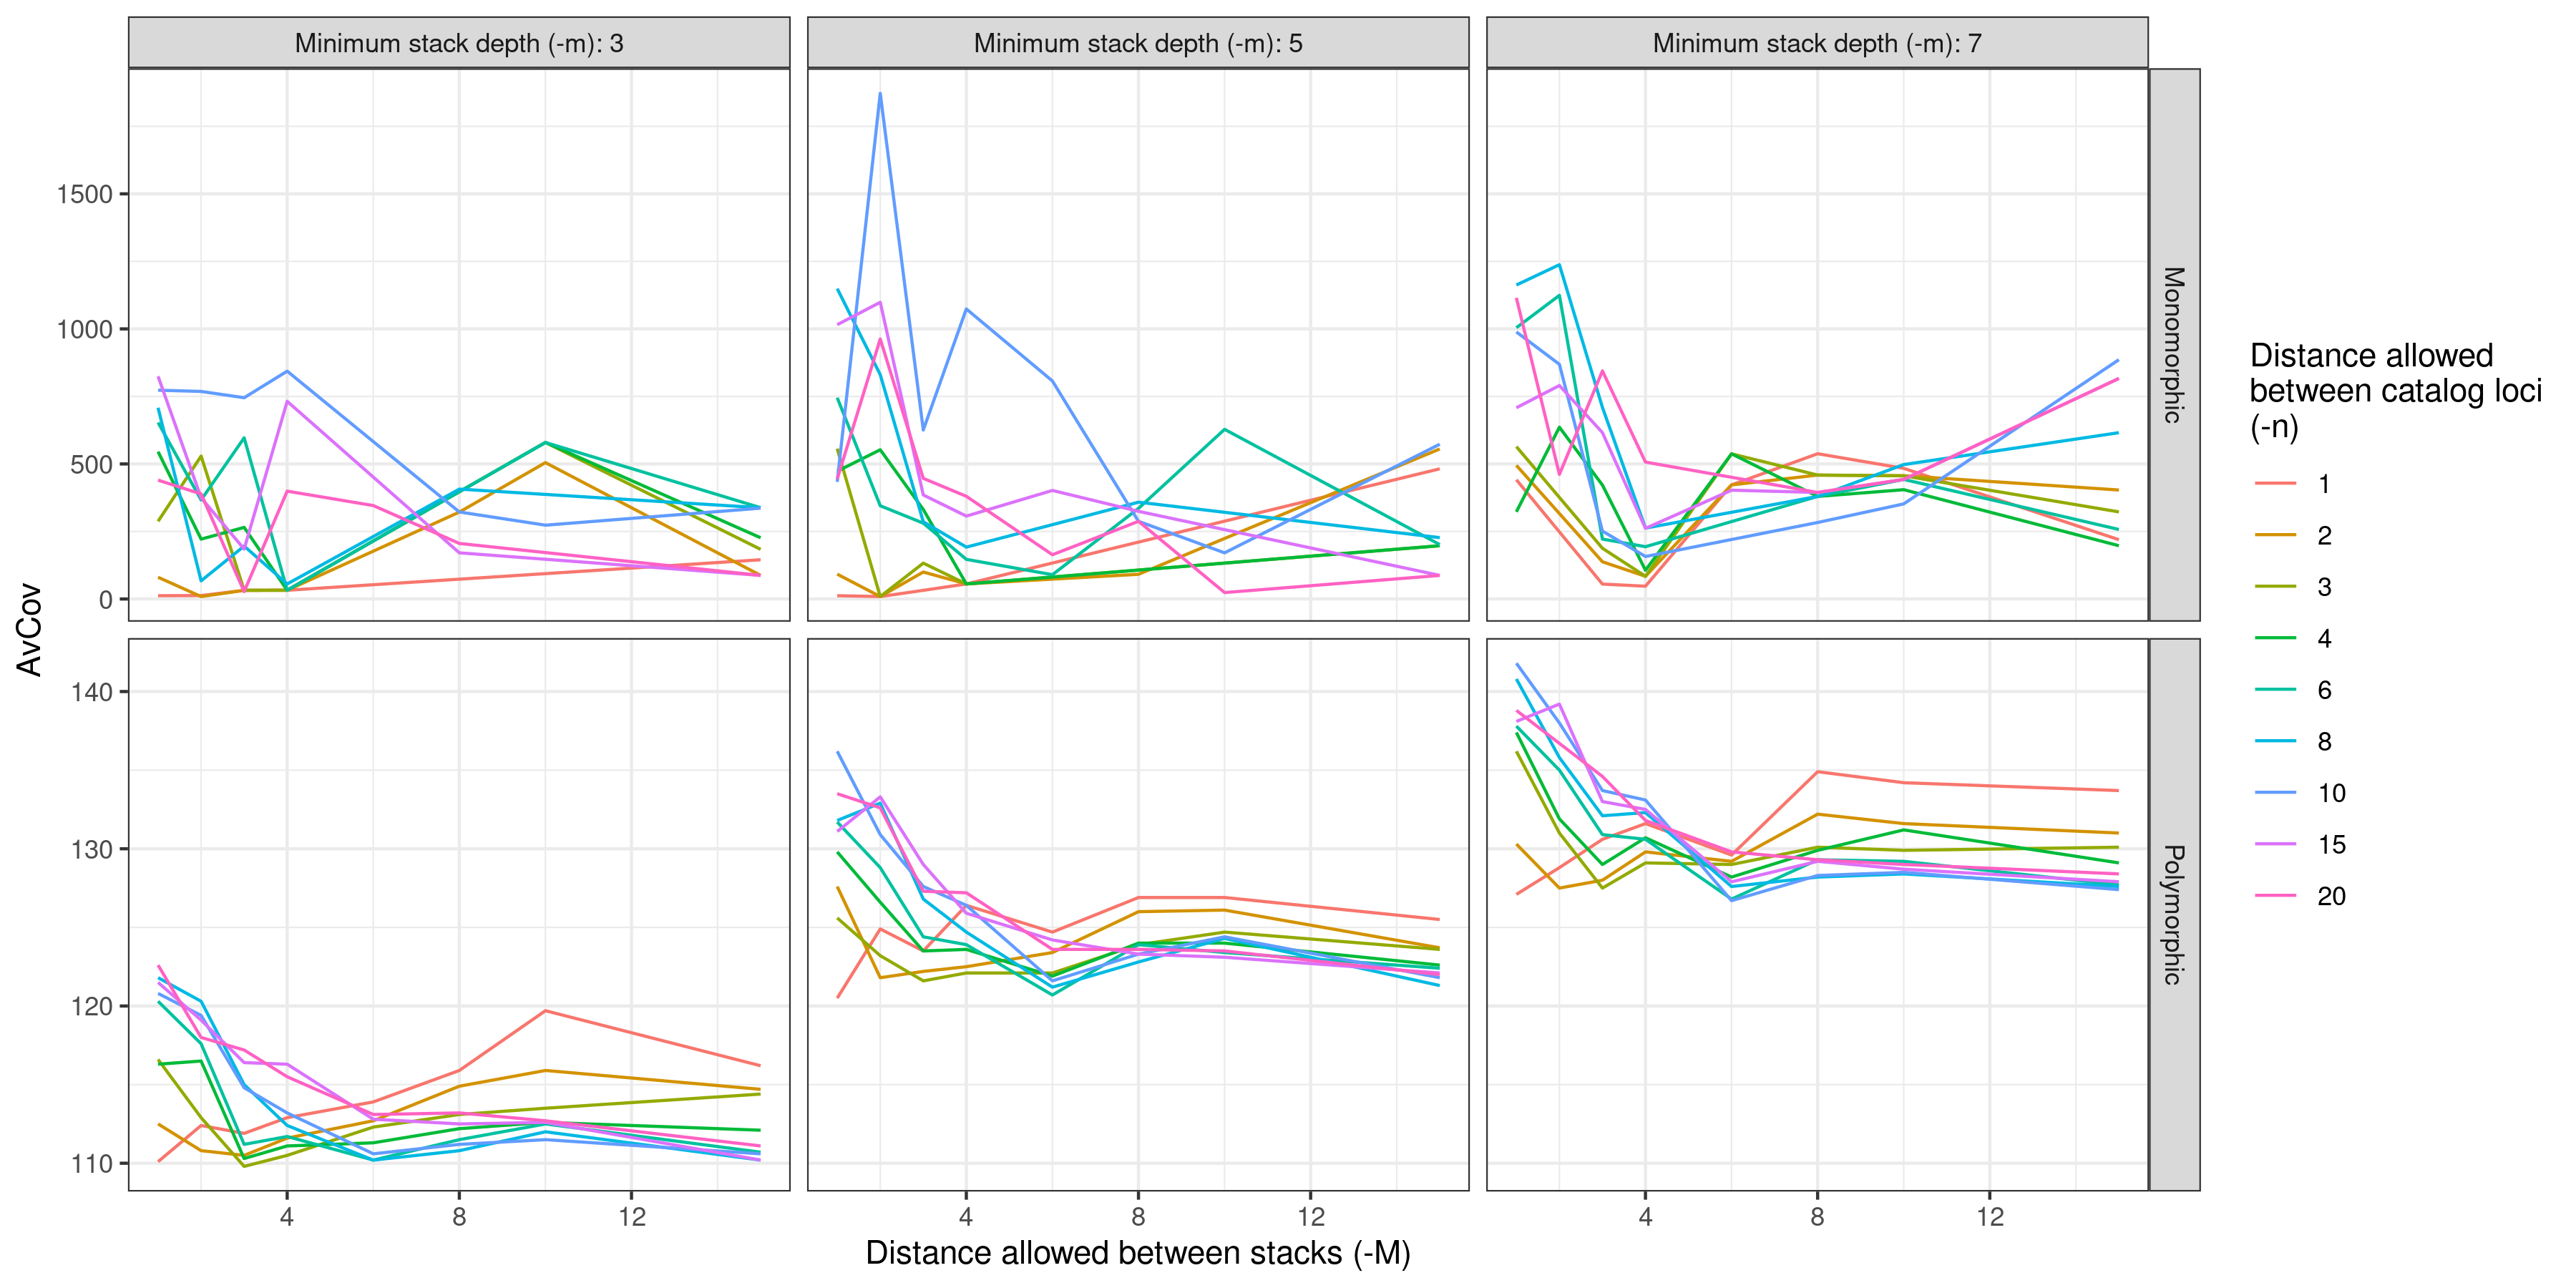 Minimum stack depth (-m): 3
Minimum stack depth (-m): 5
Minimum stack depth (-m): 7
1500
1000
500
0
Monomorphic
AvCov
140
130
120
110
Polymorphic
4
8
12
4
8
12
4
8
12
Distance allowed between stacks (-M)
Distance allowed
between catalog loci
(-n)
1
2
3
4
6
8
10
15
20